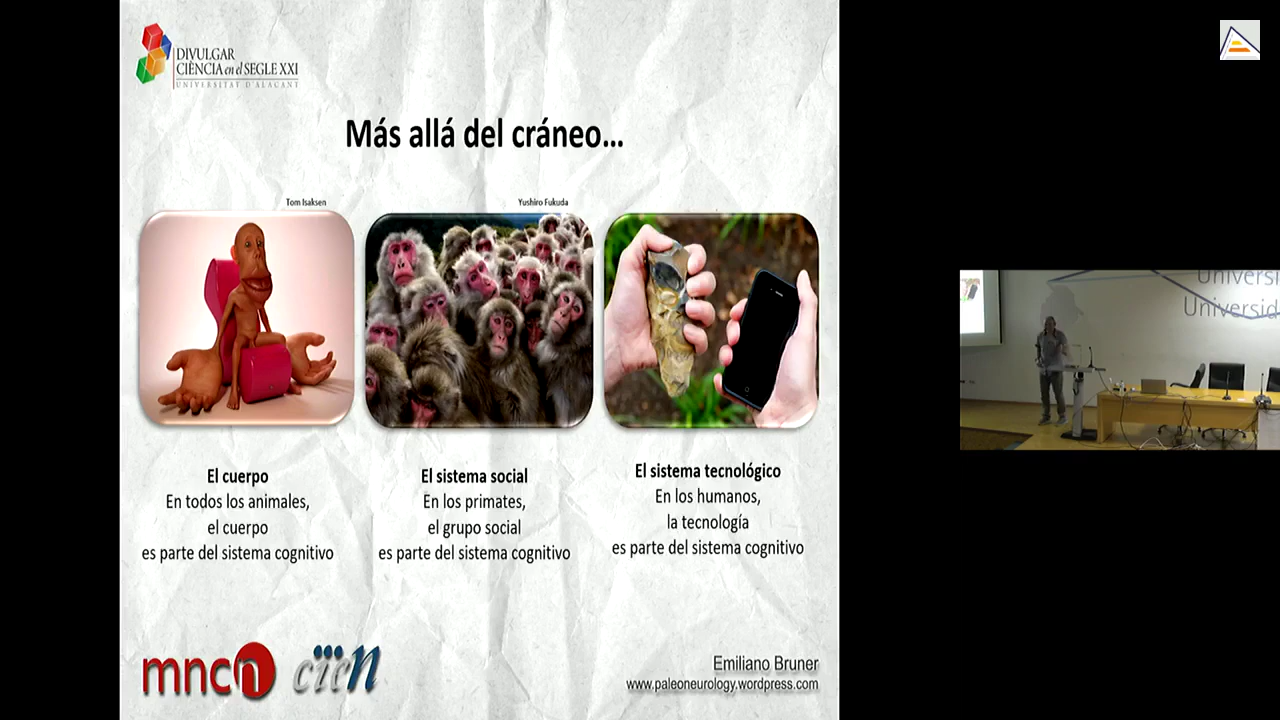 DIVULGAR
CIÈNCIA en el SEGLE XXI
UNIVERSITAT D'ALACANT
Más allá del cráneo...
Tom Isaksen
Yushiro Fukuda
El cuerpo
En todos los animales,
el cuerpo
es parte del sistema cognitivo
El sistema social
En los primates,
el grupo social
es parte del sistema cognitivo
El sistema tecnológico
En los humanos,
la tecnología
es parte del sistema cognitivo
mncn
cien
Emiliano Bruner
www.paleoneurology.wordpress.com
Universi
Universid